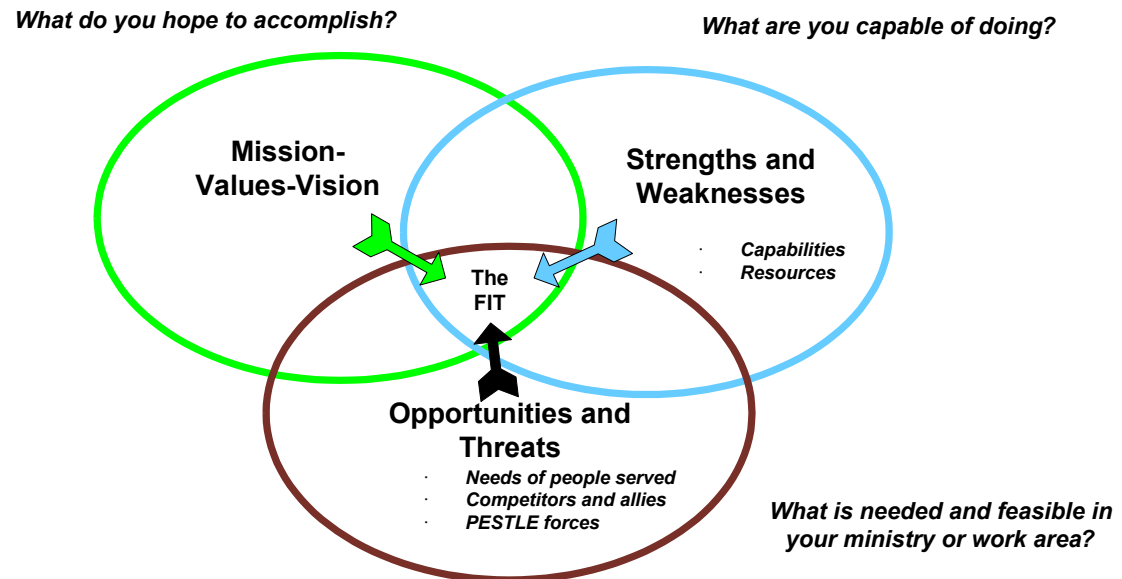 What do you hope to accomplish?
What are you capable of doing?
Mission-
Values-Vision
Strengths and
Weaknesses
· Capabilities
· Resources
The
FIT
Opportunities and
Threats
· Needs of people served
· Competitors and allies
· PESTLE forces
What is needed and feasible in
your ministry or work area?